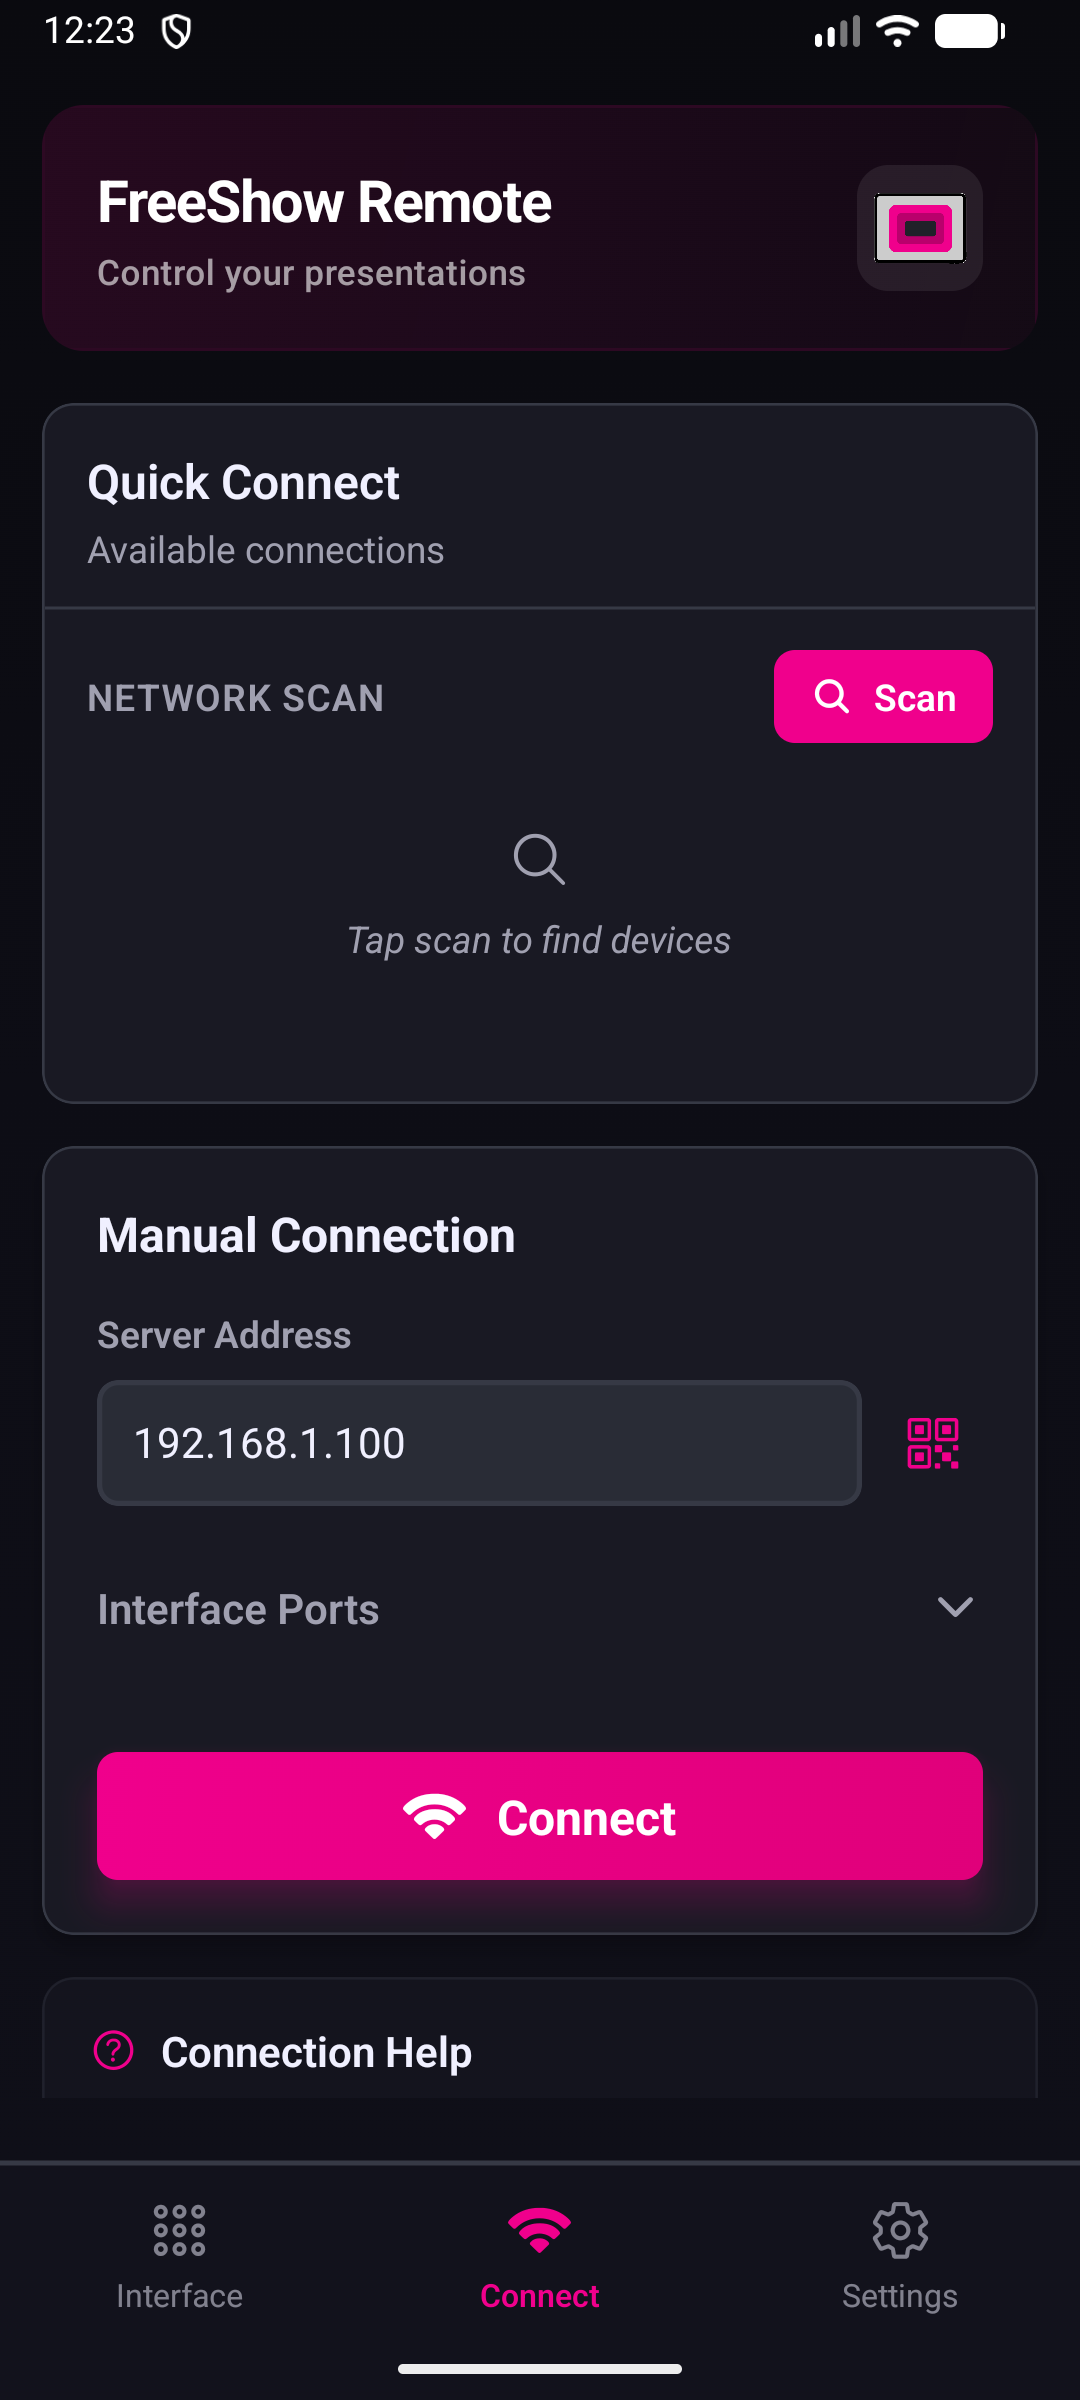 12:23
FreeShow Remote
Control your presentations
Quick Connect
Available connections
NETWORK SCAN
Scan
Tap scan to find devices
Manual Connection
Server Address
192.168.1.100
Interface Ports
Connect
Connection Help
Interface
Connect
Settings